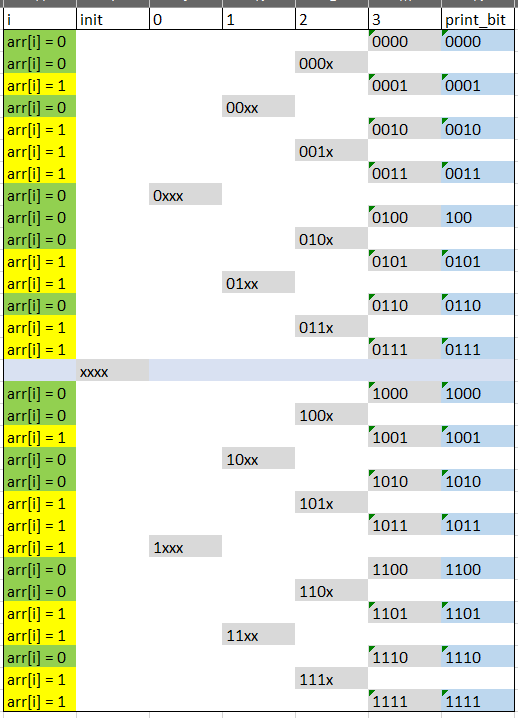 i init 0 1 2 3 print_bit
arr[i] = 0 0000 0000
arr[i] = 0 000x
arr[i] = 1 0001 0001
arr[i] = 0 00xx
arr[i] = 1 0010 0010
arr[i] = 1 001x
arr[i] = 1 0011 0011
arr[i] = 0 0xxx
arr[i] = 0 0100 100
arr[i] = 0 010x
arr[i] = 1 0101 0101
arr[i] = 1 01xx
arr[i] = 0 0110 0110
arr[i] = 1 011x
arr[i] = 1 0111 0111
xxxx
arr[i] = 0 1000 1000
arr[i] = 0 100x
arr[i] = 1 1001 1001
arr[i] = 0 10xx
arr[i] = 0 1010 1010
arr[i] = 1 101x
arr[i] = 1 1011 1011
arr[i] = 1 1xxx
arr[i] = 0 1100 1100
arr[i] = 0 110x
arr[i] = 1 1101 1101
arr[i] = 1 11xx
arr[i] = 0 1110 1110
arr[i] = 1 111x
arr[i] = 1 1111 1111